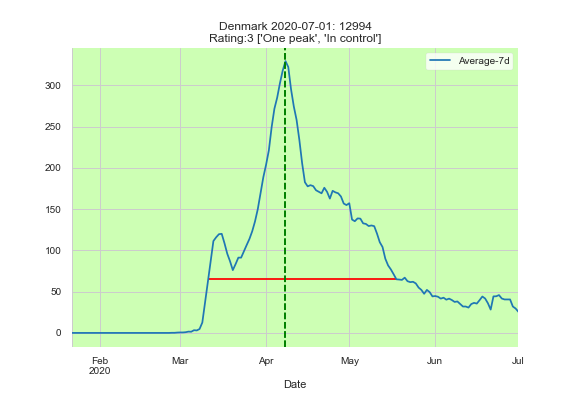 Denmark 2020-07-01: 12994
Rating:3 ['One peak', 'In control']
Average-7d
300
250
200
150
100
50
0
Feb Mar Apr May Jun Jul
2020
Date